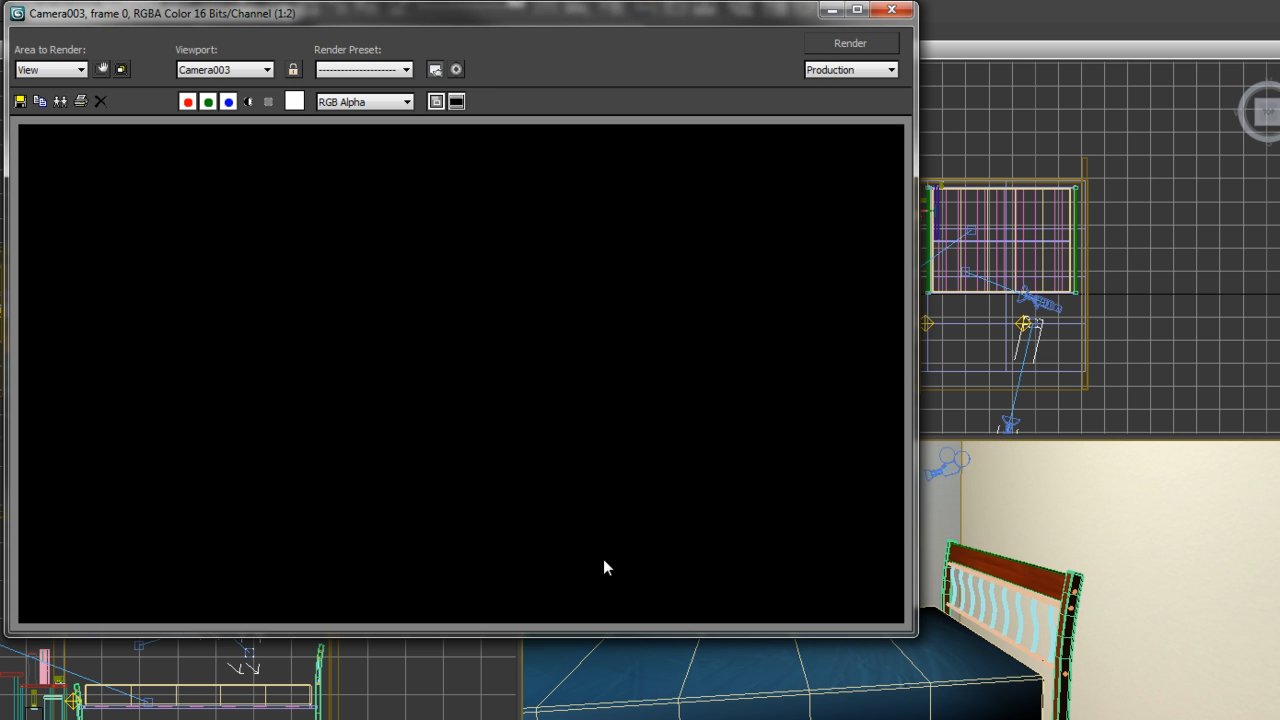 Camera003, frame 0, RGBA Color 16 Bits/Channel (1:2)
Area to Render:
Viewport:
Render Preset:
Render
View
Camera003
Production
RGB Alpha
TOP